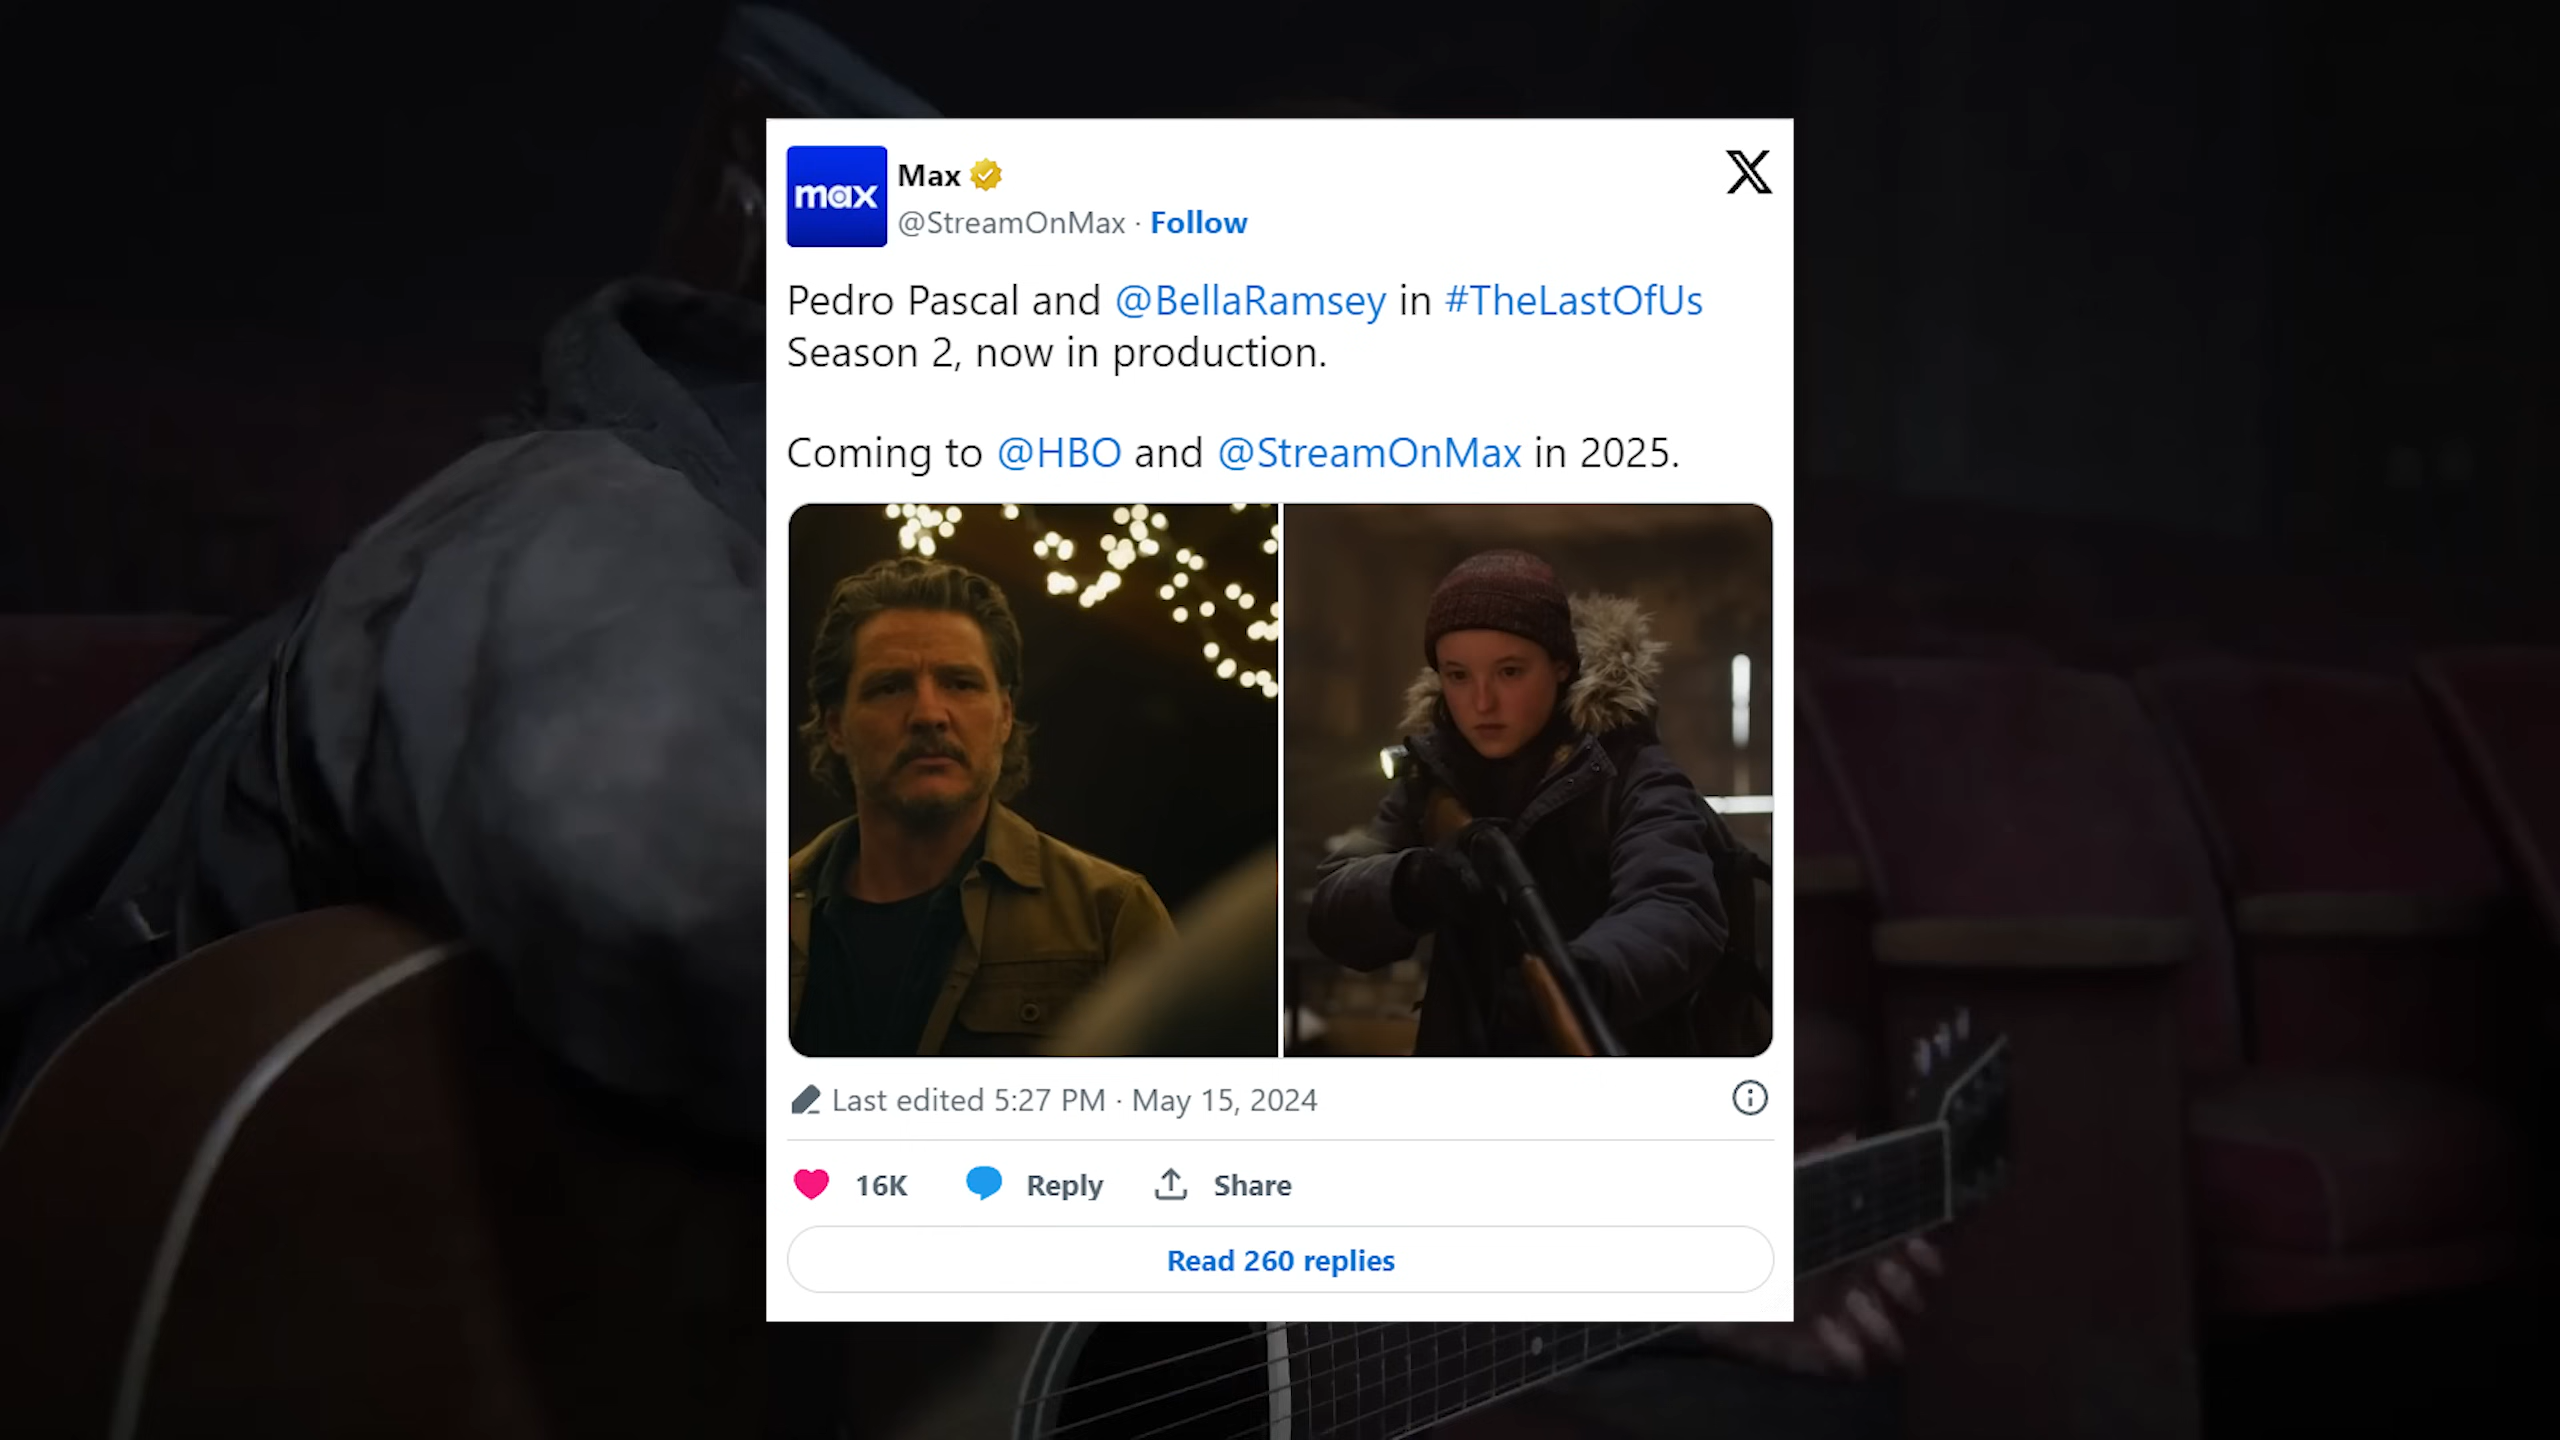 max
Max
@StreamOnMax · Follow
Pedro Pascal and @BellaRamsey in #TheLastOfUs
Season 2, now in production.
Coming to @HBO and @StreamOnMax in 2025.
Last edited 5:27 PM · May 15, 2024
16K Reply Share
Read 260 replies